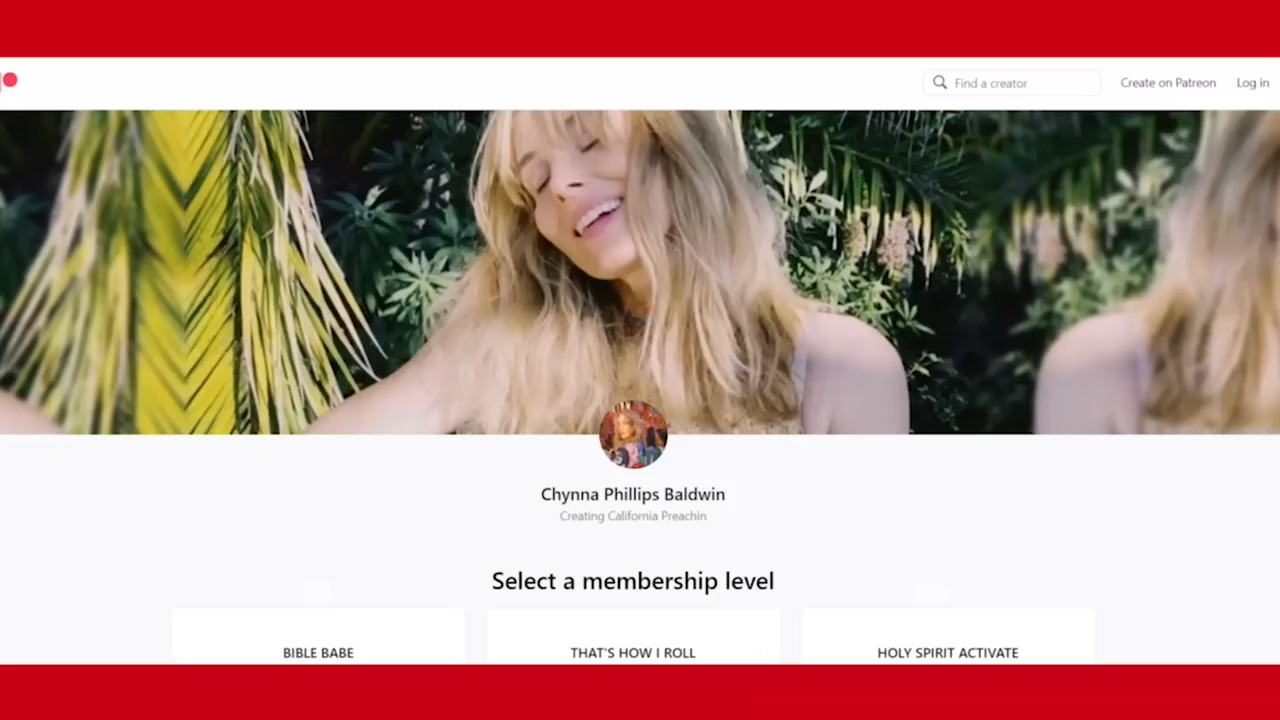 Find a creator
Create on Patreon
Log in
Chynna Phillips Baldwin
Creating California Preachin
Select a membership level
BIBLE BABE
THAT'S HOW I ROLL
HOLY SPIRIT ACTIVATE